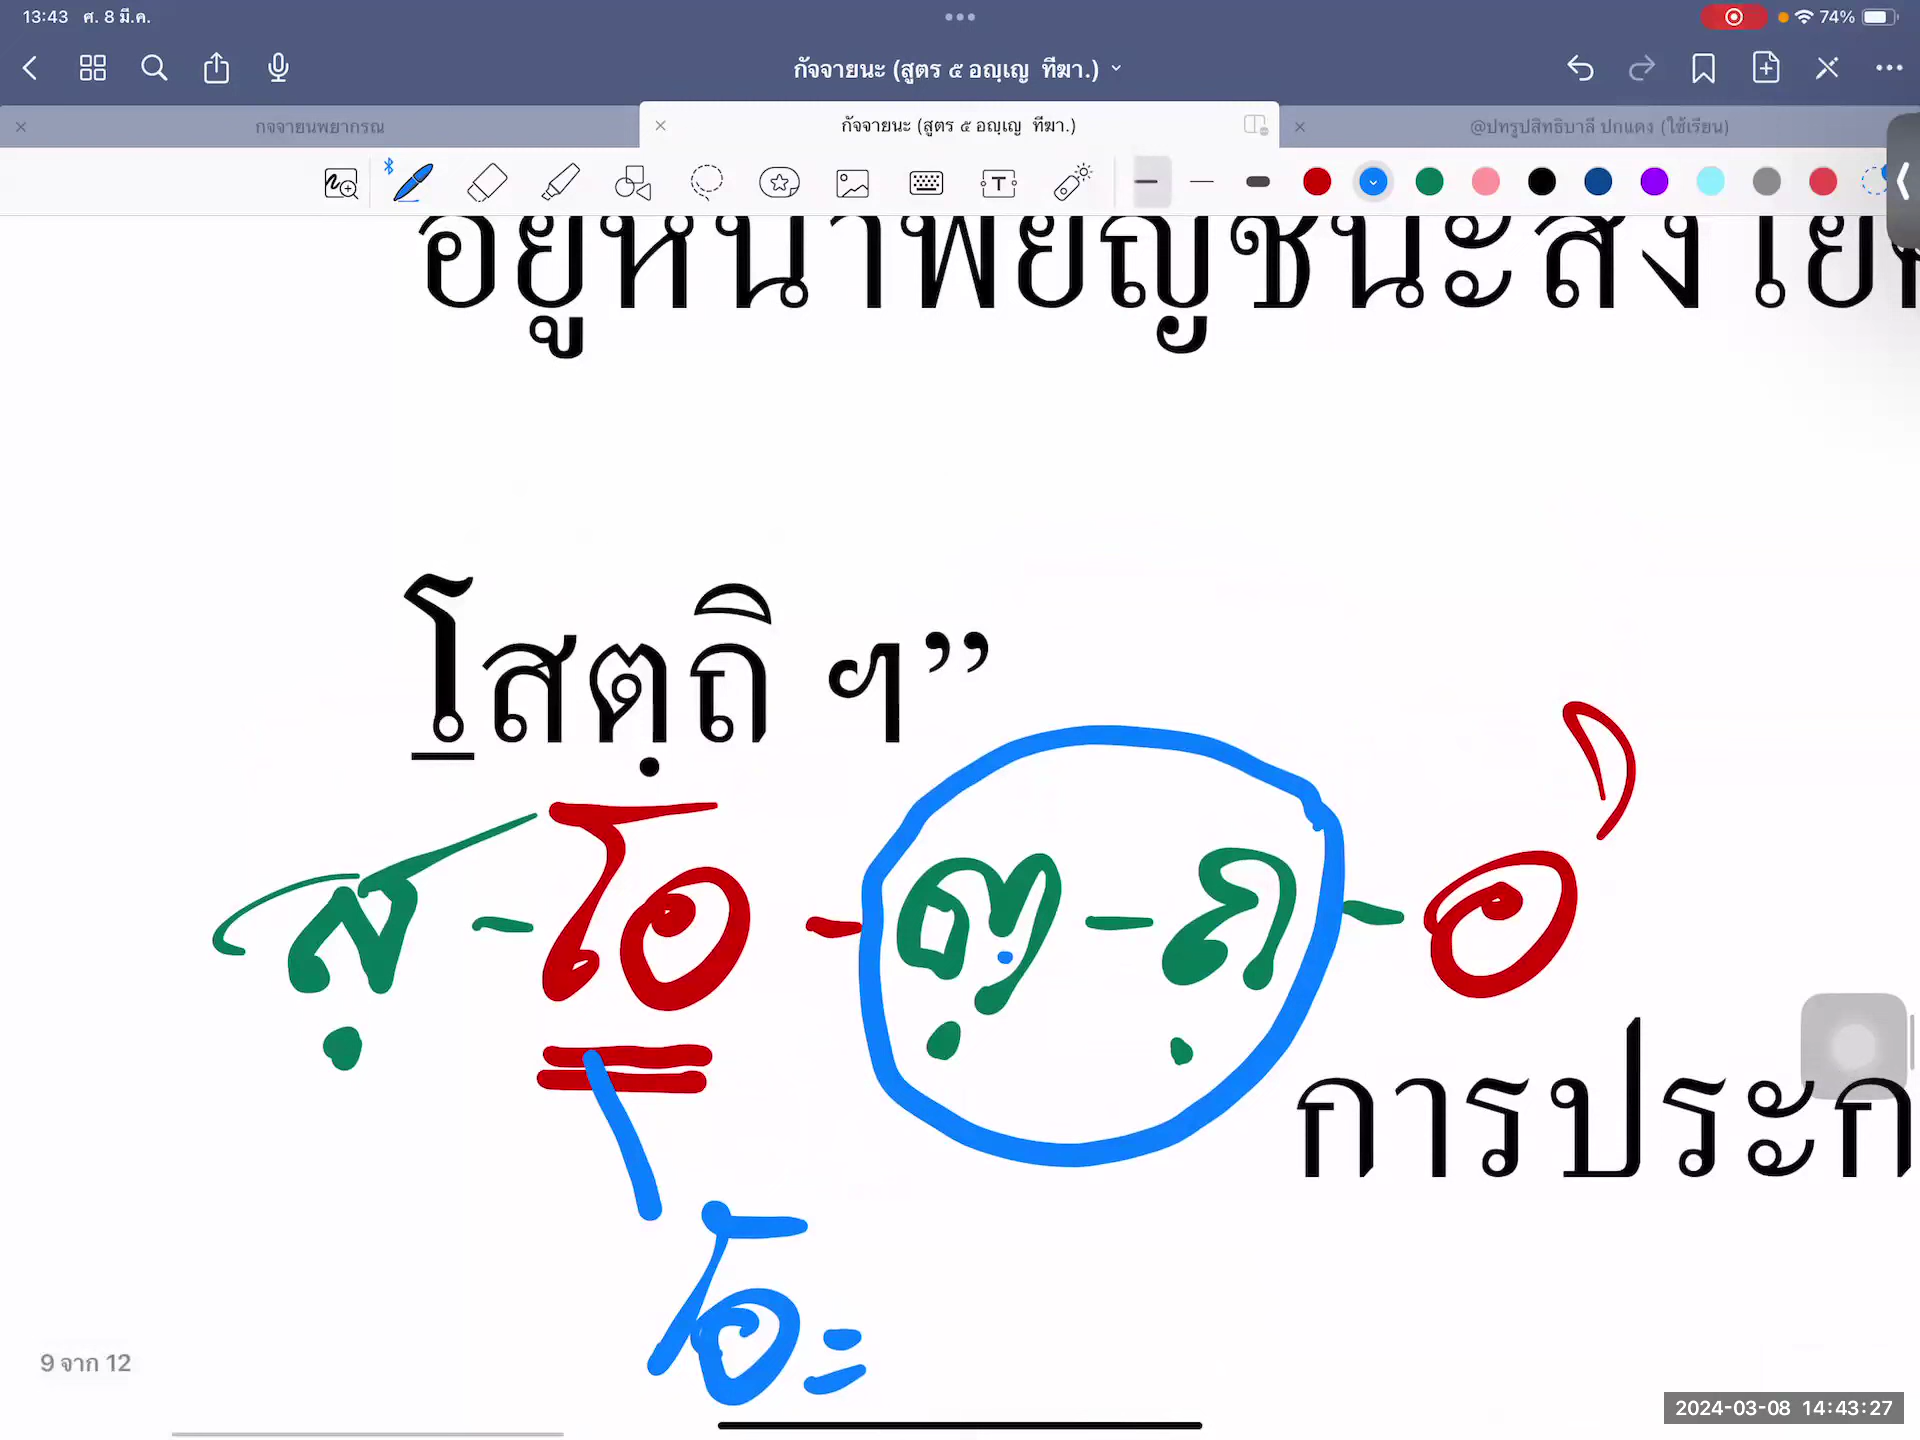 13:43 ศ. 8 มี.ค.
74%
กัจจายนะ (สูตร ๕ อญฺเญ ทีฆา.)
กจจายนพยากรณ
กัจจายนะ (สูตร ๕ อญฺเญ ทีฆา.)
@ปทรูปสิทธิบาลี ปกแดง (ใช้เรียน)
อยู่หน้าพยัญชนะสังโยค
โสตฺถิ ฯ”
สฺ - โอ - ตฺ - ถฺ - อิ
การประก
โอะ
9 จาก 12
2024-03-08 14:43:27